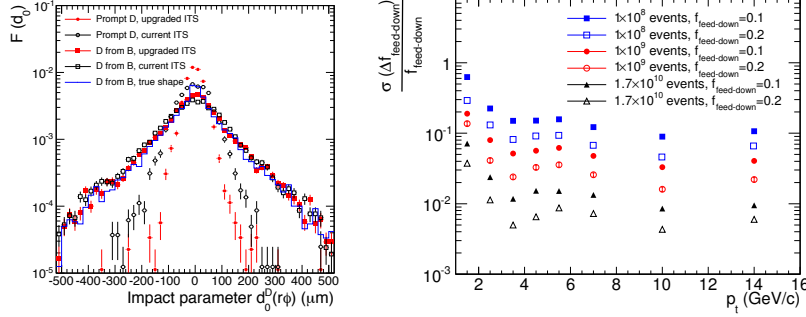 F (d₀)
Prompt D, upgraded ITS
Prompt D, current ITS
D from B, upgraded ITS
D from B, current ITS
D from B, true shape
10⁻¹
10⁻²
10⁻³
10⁻⁴
10⁻⁵
-500 -400 -300 -200 -100 0 100 200 300 400 500
Impact parameter d₀ᴰ(rφ) (μm)
σ (Δf_feed-down)
f_feed-down
1×10⁸ events, f_feed-down=0.1
1×10⁸ events, f_feed-down=0.2
1×10⁹ events, f_feed-down=0.1
1×10⁹ events, f_feed-down=0.2
1.7×10¹⁰ events, f_feed-down=0.1
1.7×10¹⁰ events, f_feed-down=0.2
1
10⁻¹
10⁻²
10⁻³
2 4 6 8 10 12 14 16
p_t (GeV/c)